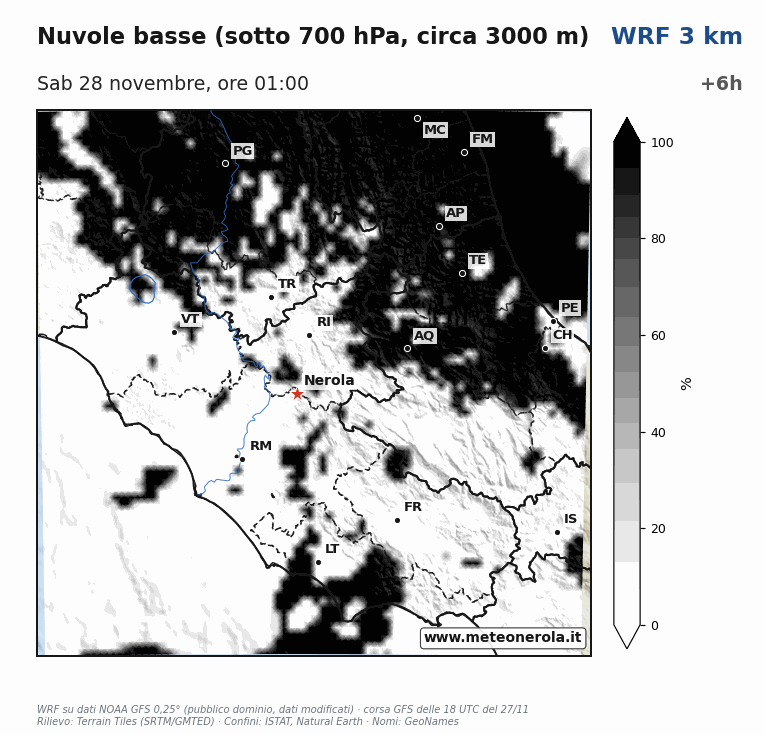 Nuvole basse (sotto 700 hPa, circa 3000 m) WRF 3 km
Sab 28 novembre, ore 01:00 +6h
MC
FM
PG
AP
TE
TR
PE
VT
RI
AQ
CH
Nerola
RM
FR
IS
LT
www.meteonerola.it
100
80
60
40
20
0
%
WRF su dati NOAA GFS 0,25° (pubblico dominio, dati modificati) · corsa GFS delle 18 UTC del 27/11
Rilievo: Terrain Tiles (SRTM/GMTED) · Confini: ISTAT, Natural Earth · Nomi: GeoNames